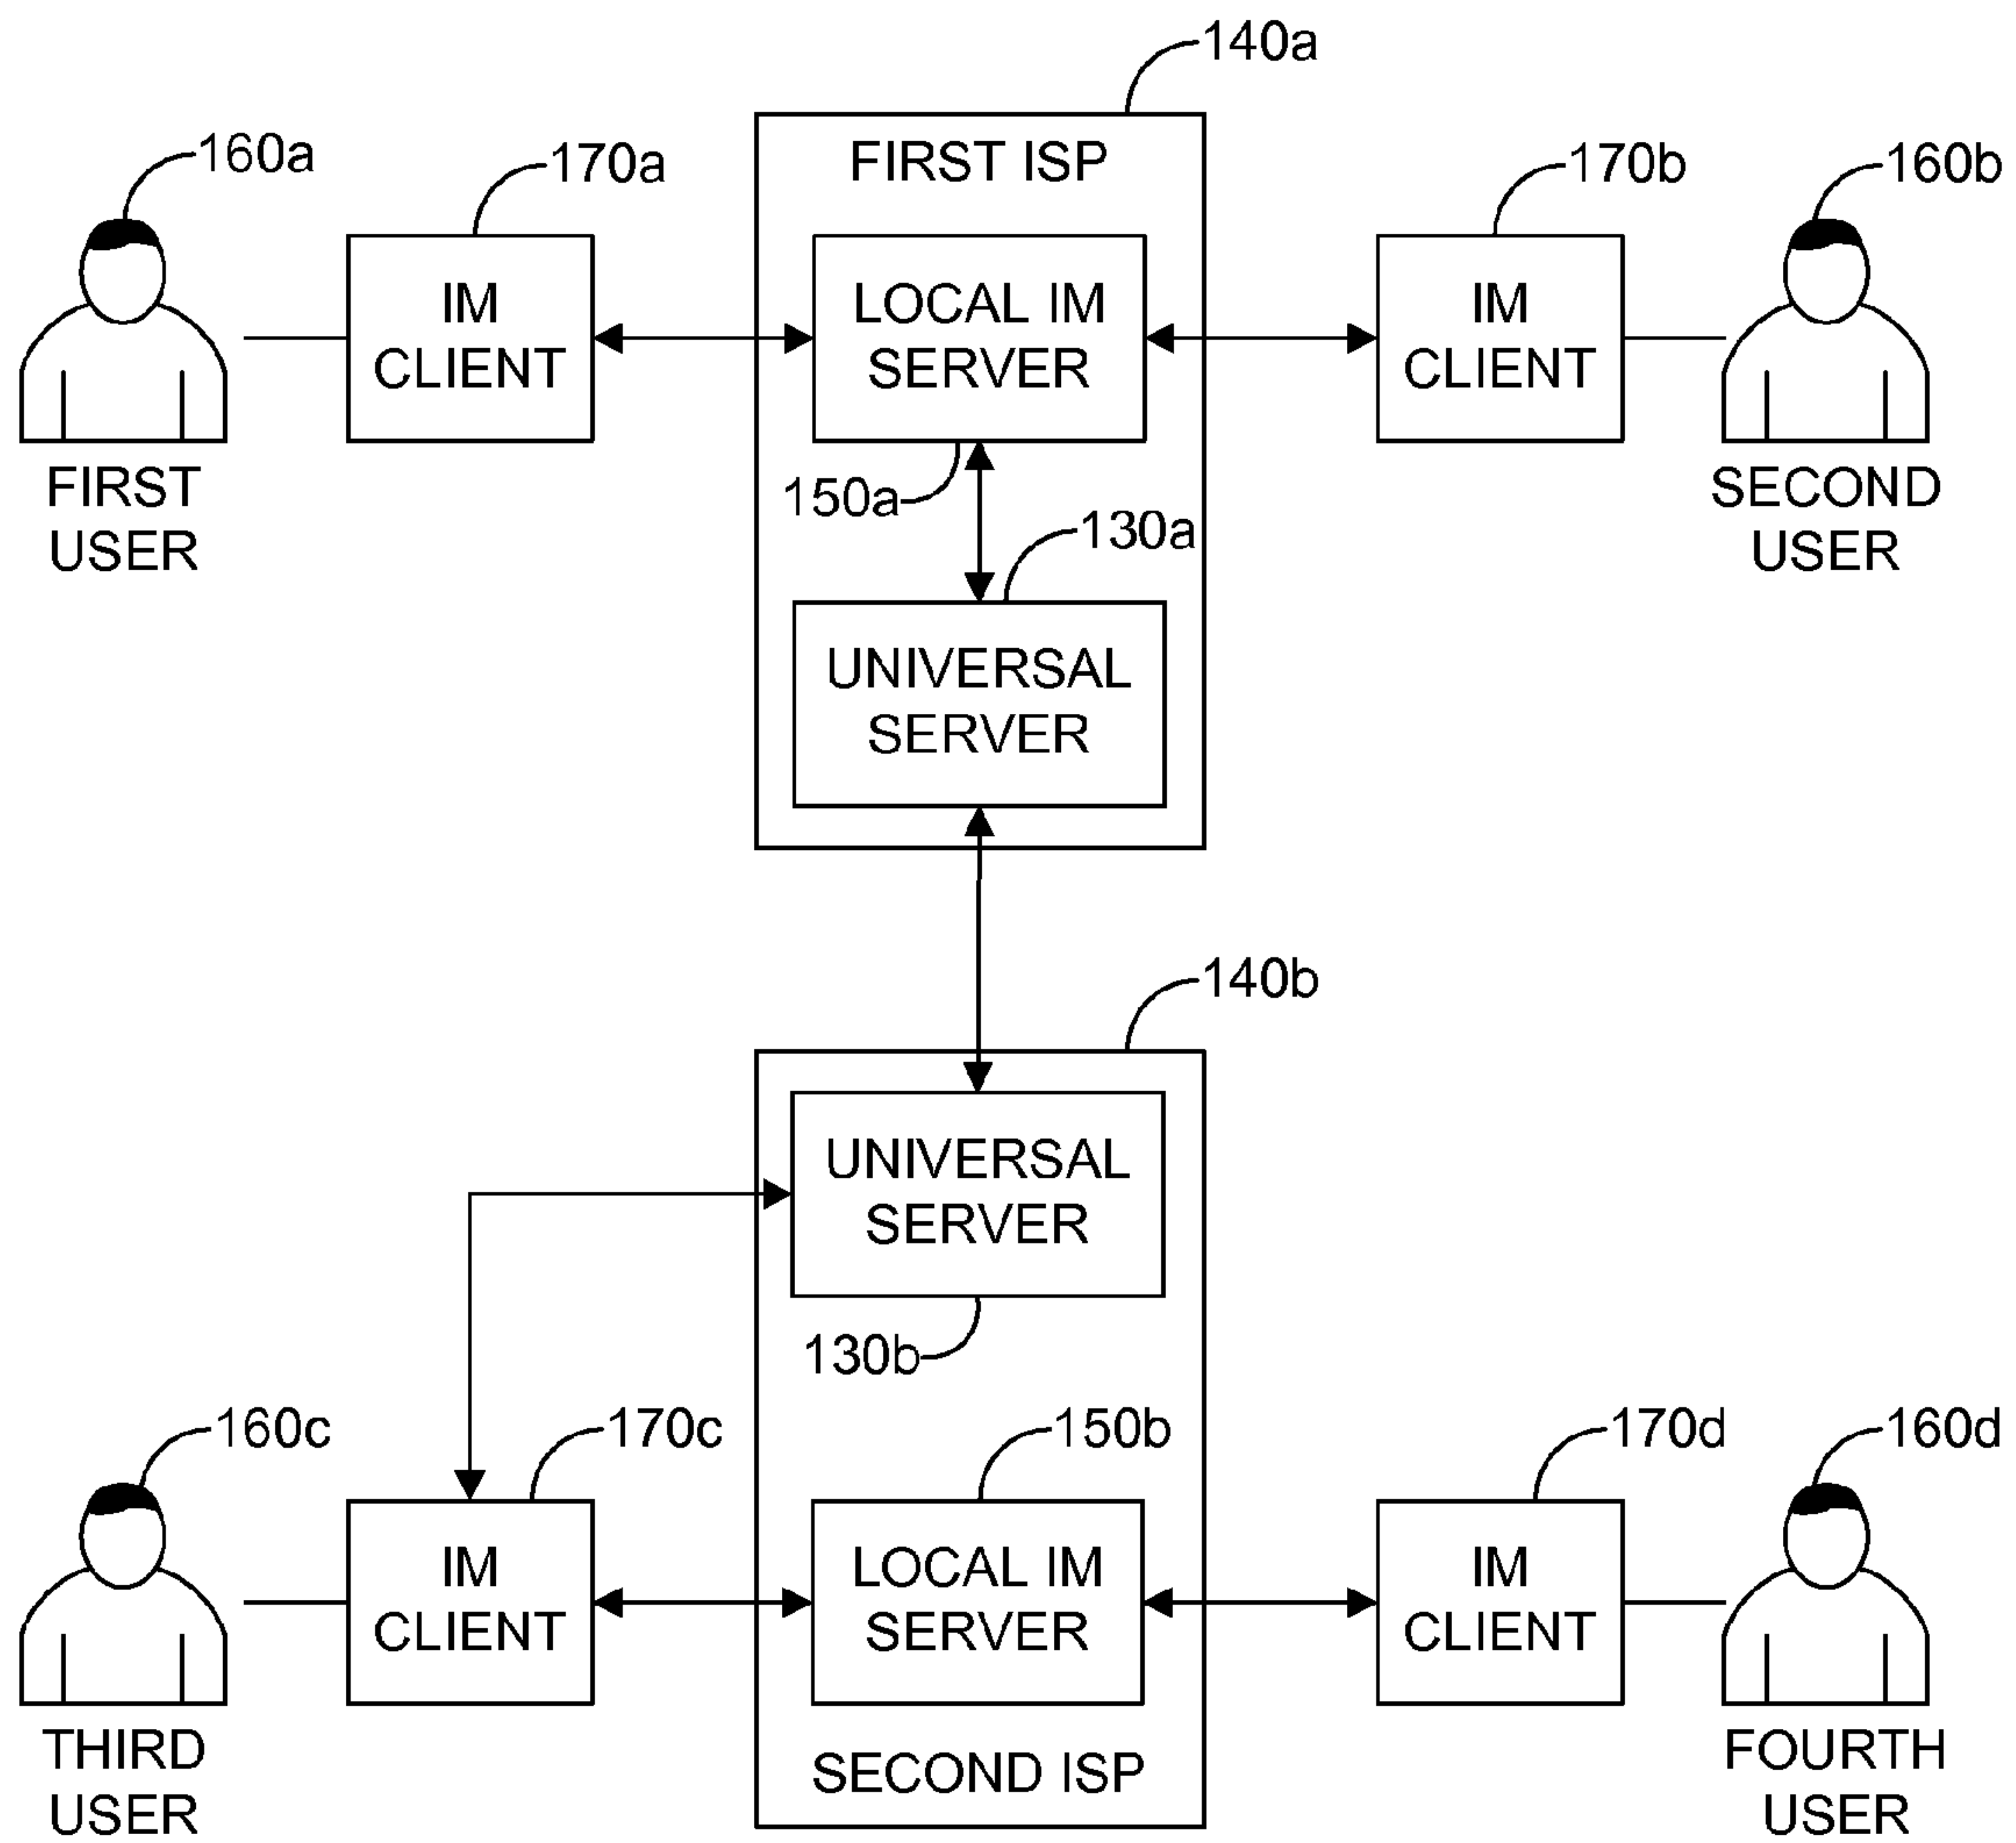 140a
160a
170a
FIRST ISP
170b
160b
IM
CLIENT
LOCAL IM
SERVER
IM
CLIENT
FIRST
USER
150a
130a
SECOND
USER
UNIVERSAL
SERVER
140b
UNIVERSAL
SERVER
130b
160c
170c
150b
170d
160d
IM
CLIENT
LOCAL IM
SERVER
IM
CLIENT
THIRD
USER
SECOND ISP
FOURTH
USER